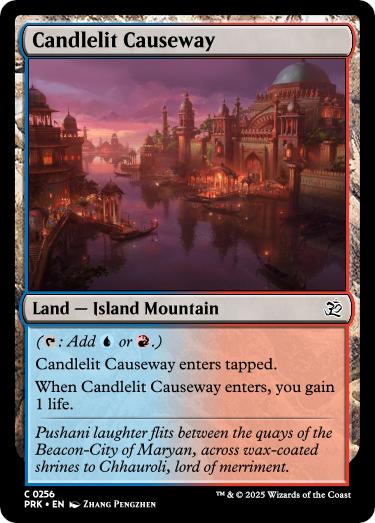 Candlelit Causeway
Land — Island Mountain
(: Add or .)
Candlelit Causeway enters tapped.
When Candlelit Causeway enters, you gain
1 life.
Pushani laughter flits between the quays of the
Beacon-City of Maryan, across wax-coated
shrines to Chhauroli, lord of merriment.
C 0256
PRK • EN Zhang Pengzhen
™ & © 2025 Wizards of the Coast